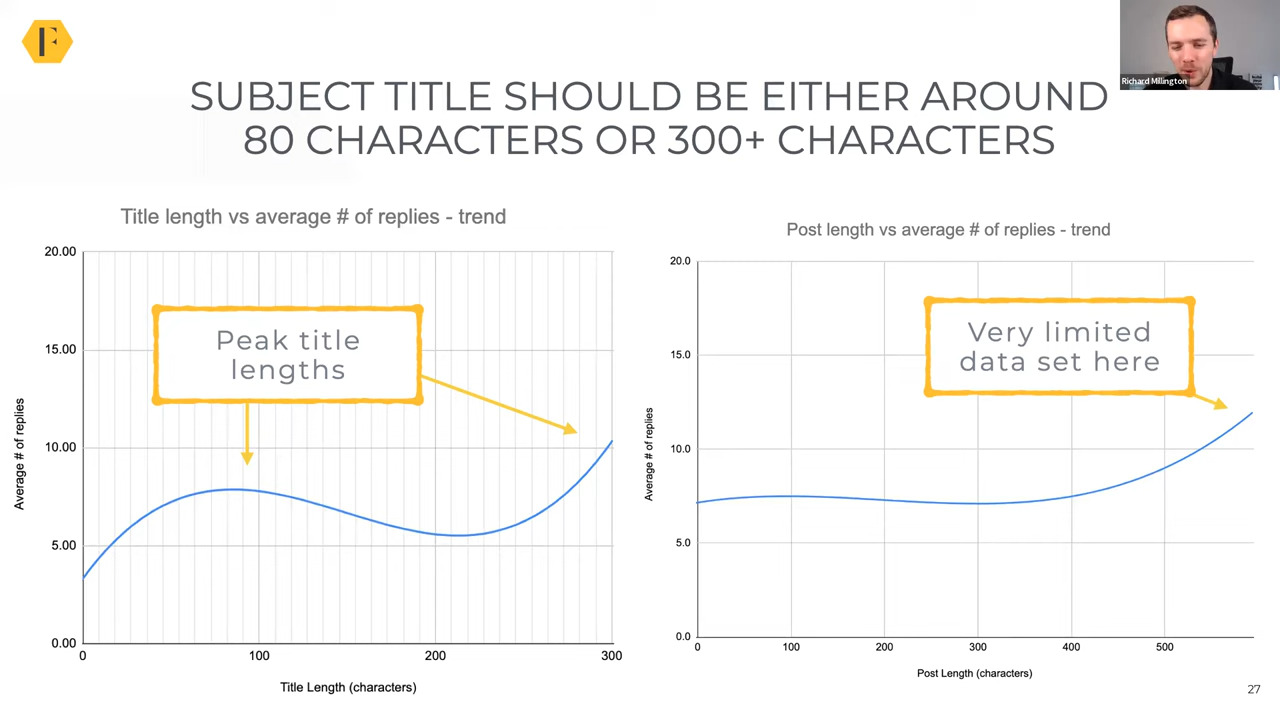 F
Richard Millington
SUBJECT TITLE SHOULD BE EITHER AROUND
80 CHARACTERS OR 300+ CHARACTERS
Title length vs average # of replies - trend
20.00
15.00
10.00
5.00
0.00
0
100
200
300
Average # of replies
Title Length (characters)
Peak title
lengths
Post length vs average # of replies - trend
20.0
15.0
10.0
5.0
0.0
0
100
200
300
400
500
Average # of replies
Post Length (characters)
Very limited
data set here
27